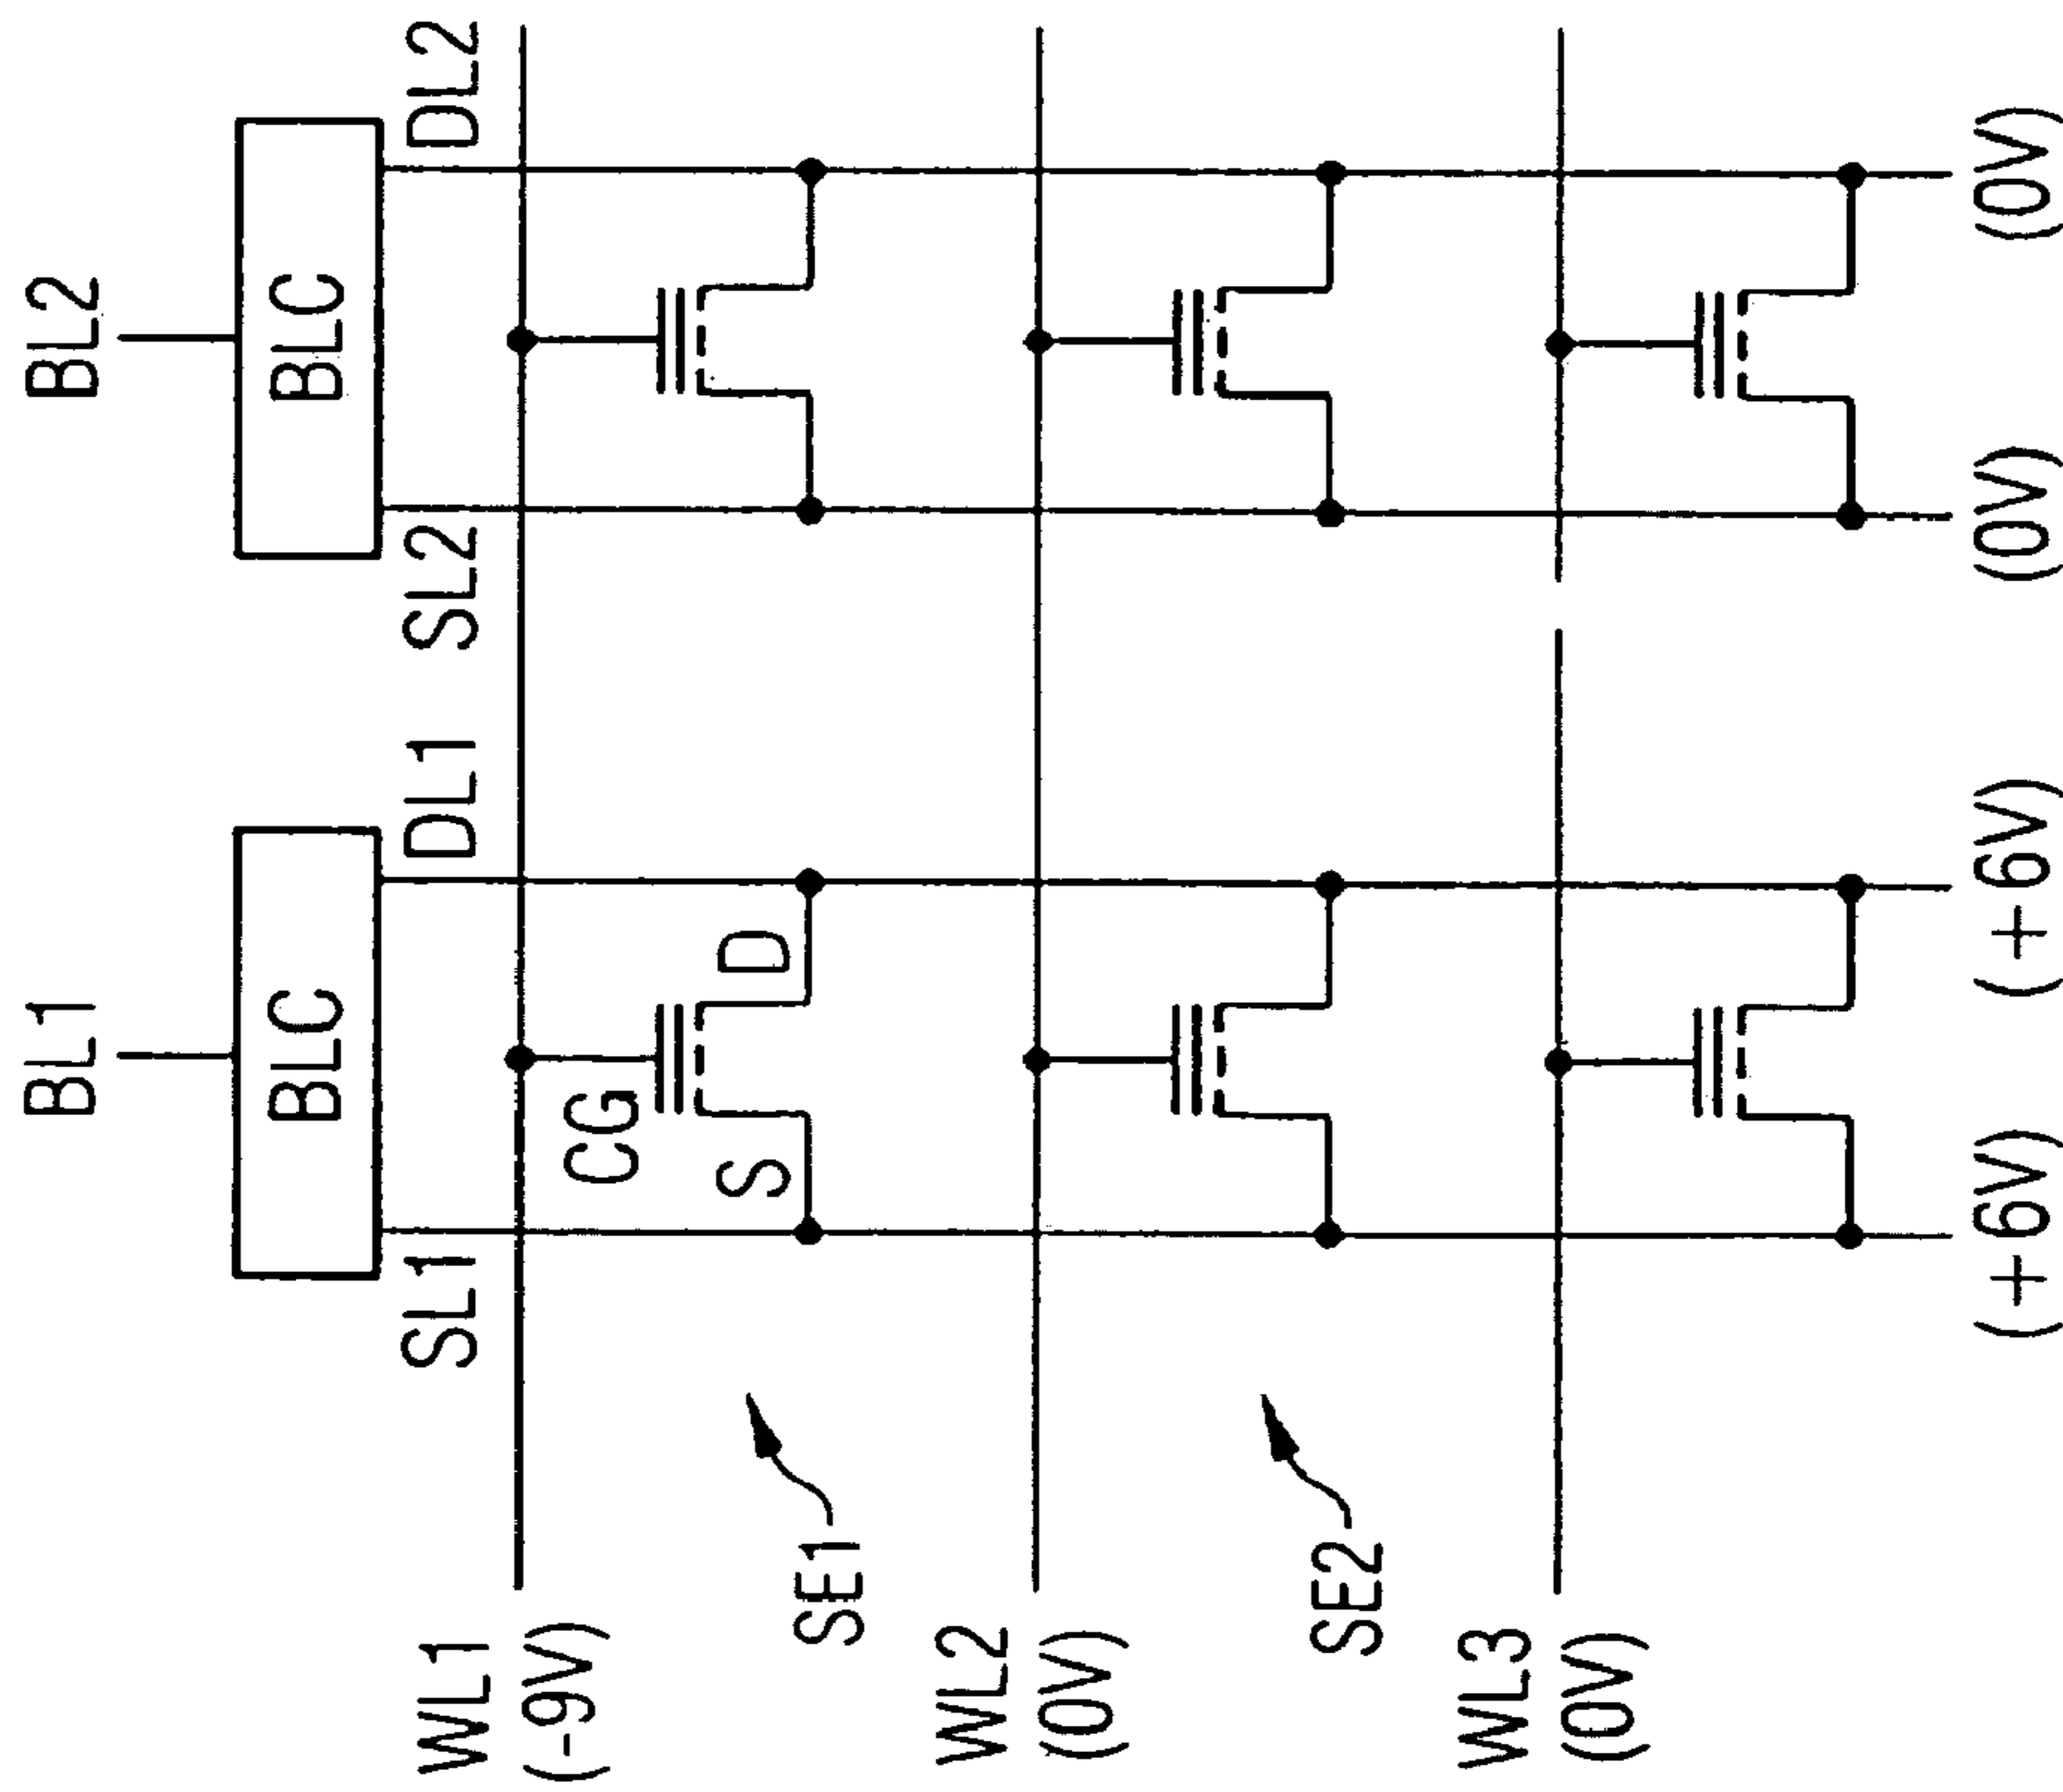 BL1
BL2
BLC
BLC
SL1
DL1
SL2
DL2
WL1
(-9V)
CG
S
D
SE1
WL2
(0V)
SE2
WL3
(0V)
(+6V)
(+6V)
(0V)
(0V)